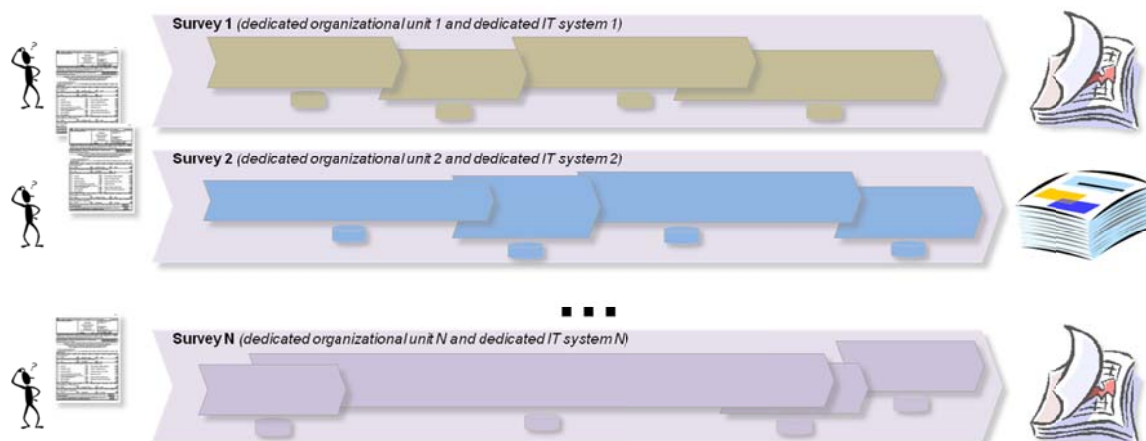 Survey 1 (dedicated organizational unit 1 and dedicated IT system 1)
Survey 2 (dedicated organizational unit 2 and dedicated IT system 2)
...
Survey N (dedicated organizational unit N and dedicated IT system N)